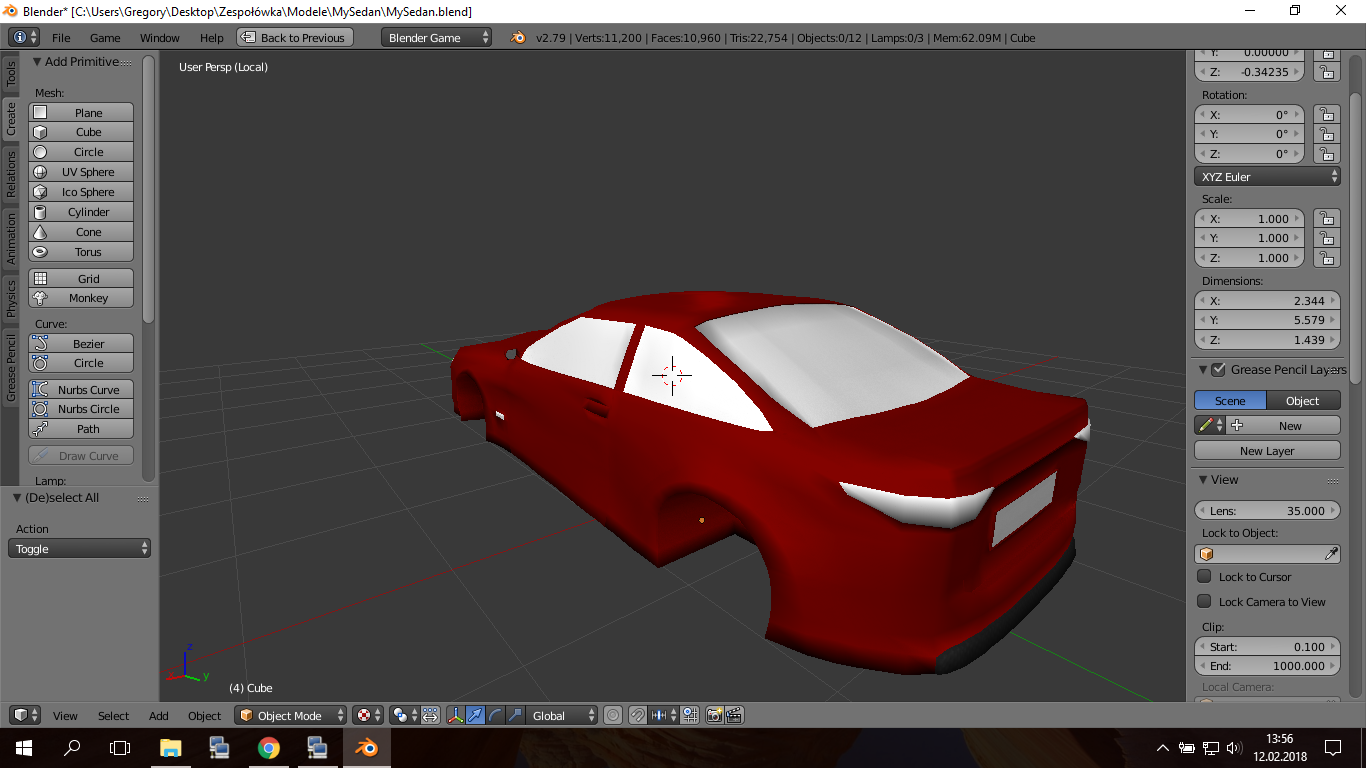 Blender* [C:\Users\Gregory\Desktop\Zespołówka\Modele\MySedan\MySedan.blend]
File Game Window Help Back to Previous Blender Game v2.79 | Verts:11,200 | Faces:10,960 | Tris:22,754 | Objects:0/12 | Lamps:0/3 | Mem:62.09M | Cube
Tools
Create
Relations
Animation
Physics
Grease Pencil
Add Primitive
Mesh:
Plane
Cube
Circle
UV Sphere
Ico Sphere
Cylinder
Cone
Torus
Grid
Monkey
Curve:
Bezier
Circle
Nurbs Curve
Nurbs Circle
Path
Draw Curve
Lamp:
(De)select All
Action
Toggle
User Persp (Local)
z
x
y
(4) Cube
Y: 0.00000
Z: -0.34235
Rotation:
X: 0°
Y: 0°
Z: 0°
XYZ Euler
Scale:
X: 1.000
Y: 1.000
Z: 1.000
Dimensions:
X: 2.344
Y: 5.579
Z: 1.439
Grease Pencil Layers
Scene Object
New
New Layer
View
Lens: 35.000
Lock to Object:
Lock to Cursor
Lock Camera to View
Clip:
Start: 0.100
End: 1000.000
Local Camera:
View Select Add Object Object Mode Global
13:56
12.02.2018